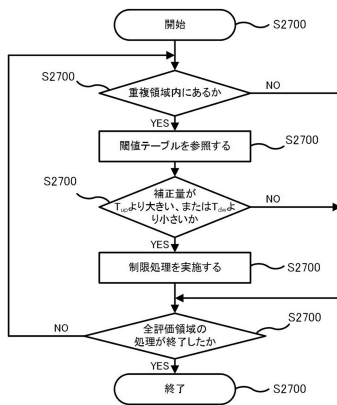 開始
S2700
S2700
重複領域内にあるか
NO
YES
閾値テーブルを参照する
S2700
S2700
補正量が
Tupより大きい、またはTdwよ
り小さいか
NO
YES
制限処理を実施する
S2700
NO
全評価領域の
処理が終了したか
S2700
YES
終了
S2700